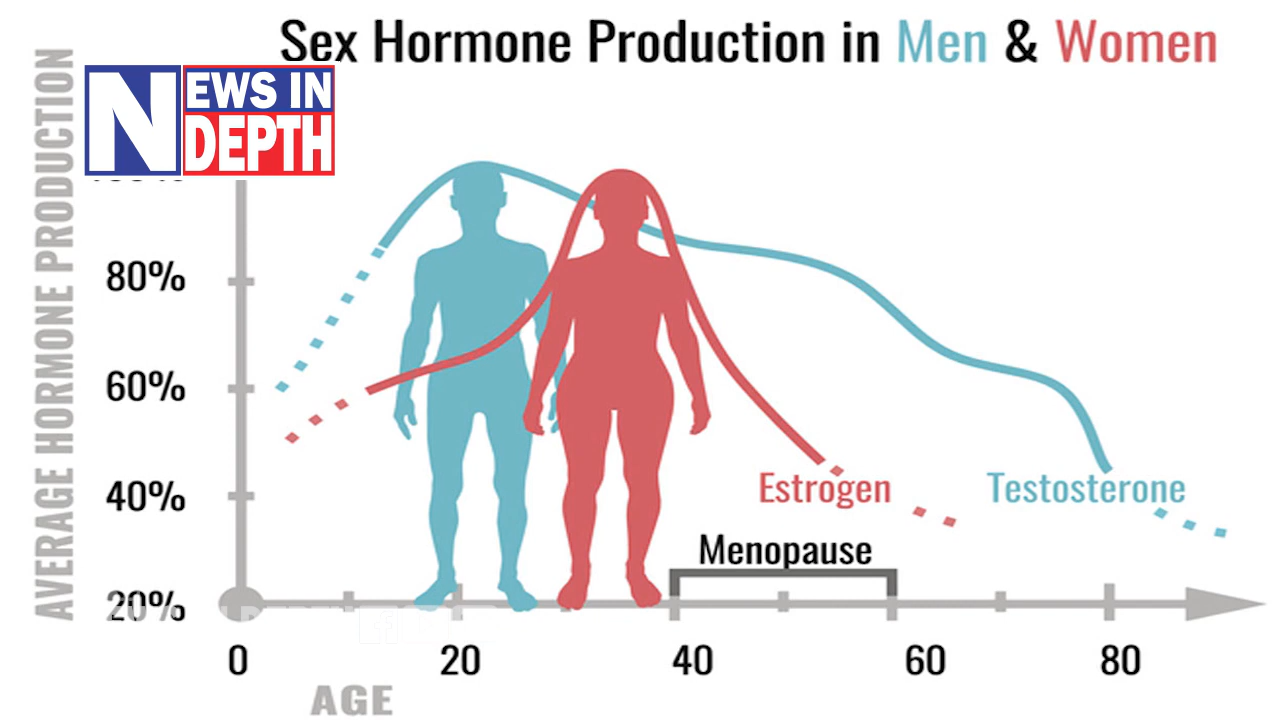 Sex Hormone Production in Men & Women
AVERAGE HORMONE PRODUCTION
NEWS IN
DEPTH
80%
60%
40%
20%
Estrogen
Testosterone
Menopause
0 20 40 60 80
AGE